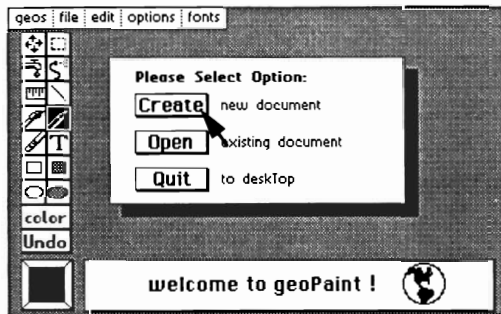 geos file edit options fonts
Please Select Option:
Create new document
Open existing document
Quit to deskTop
T
color
Undo
welcome to geoPaint !